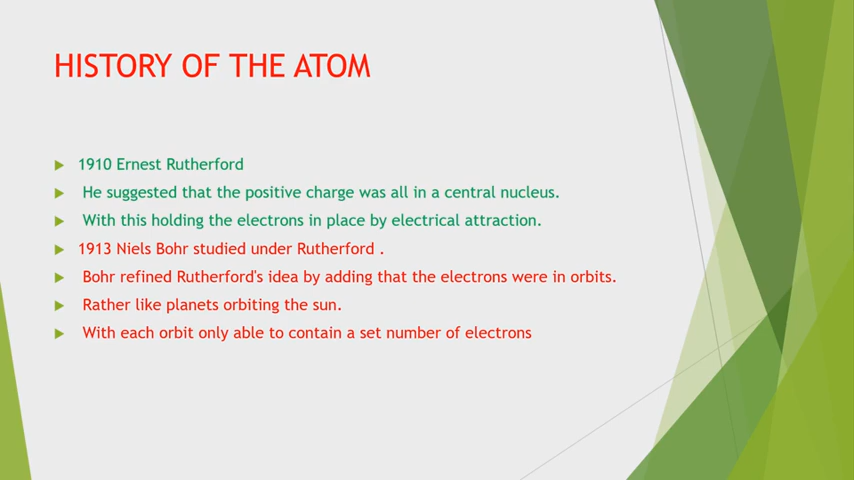 HISTORY OF THE ATOM
1910 Ernest Rutherford
He suggested that the positive charge was all in a central nucleus.
With this holding the electrons in place by electrical attraction.
1913 Niels Bohr studied under Rutherford .
Bohr refined Rutherford's idea by adding that the electrons were in orbits.
Rather like planets orbiting the sun.
With each orbit only able to contain a set number of electrons